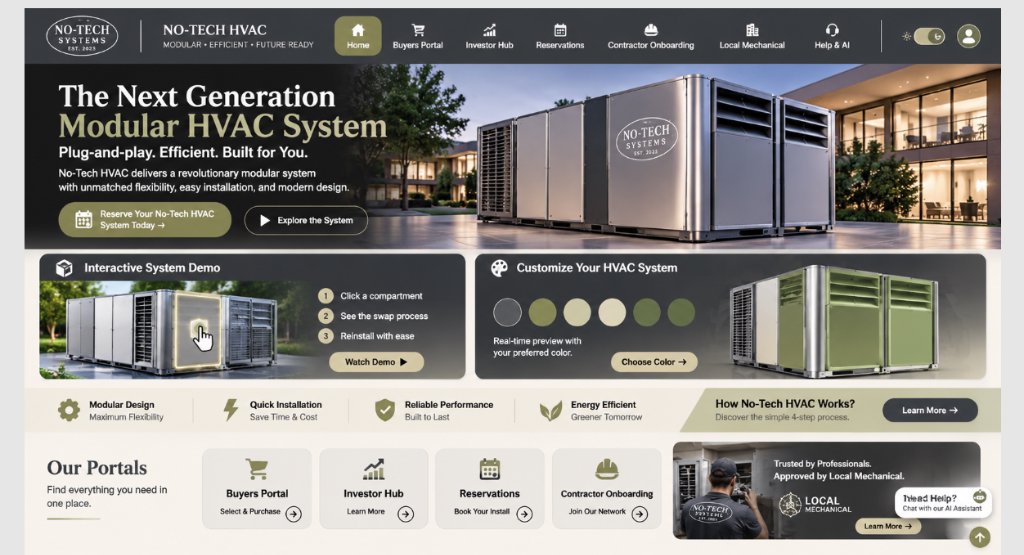 NO-TECH
SYSTEMS
EST. 2023
NO-TECH HVAC
MODULAR • EFFICIENT • FUTURE READY
Home
Buyers Portal
Investor Hub
Reservations
Contractor Onboarding
Local Mechanical
Help & AI
The Next Generation
Modular HVAC System
Plug-and-play. Efficient. Built for You.
No-Tech HVAC delivers a revolutionary modular system
with unmatched flexibility, easy installation, and modern design.
Reserve Your No-Tech HVAC
System Today →
Explore the System
NO-TECH
SYSTEMS
EST. 2023
Interactive System Demo
1 Click a compartment
2 See the swap process
3 Reinstall with ease
Watch Demo
Customize Your HVAC System
Real-time preview with
your preferred color.
Choose Color →
Modular Design
Maximum Flexibility
Quick Installation
Save Time & Cost
Reliable Performance
Built to Last
Energy Efficient
Greener Tomorrow
How No-Tech HVAC Works?
Discover the simple 4-step process.
Learn More →
Our Portals
Find everything you need in
one place.
Buyers Portal
Select & Purchase
Investor Hub
Learn More
Reservations
Book Your Install
Contractor Onboarding
Join Our Network
NO-TECH
SYSTEMS
Trusted by Professionals.
Approved by Local Mechanical.
LOCAL
MECHANICAL
Learn More →
Need Help?
Chat with our AI Assistant